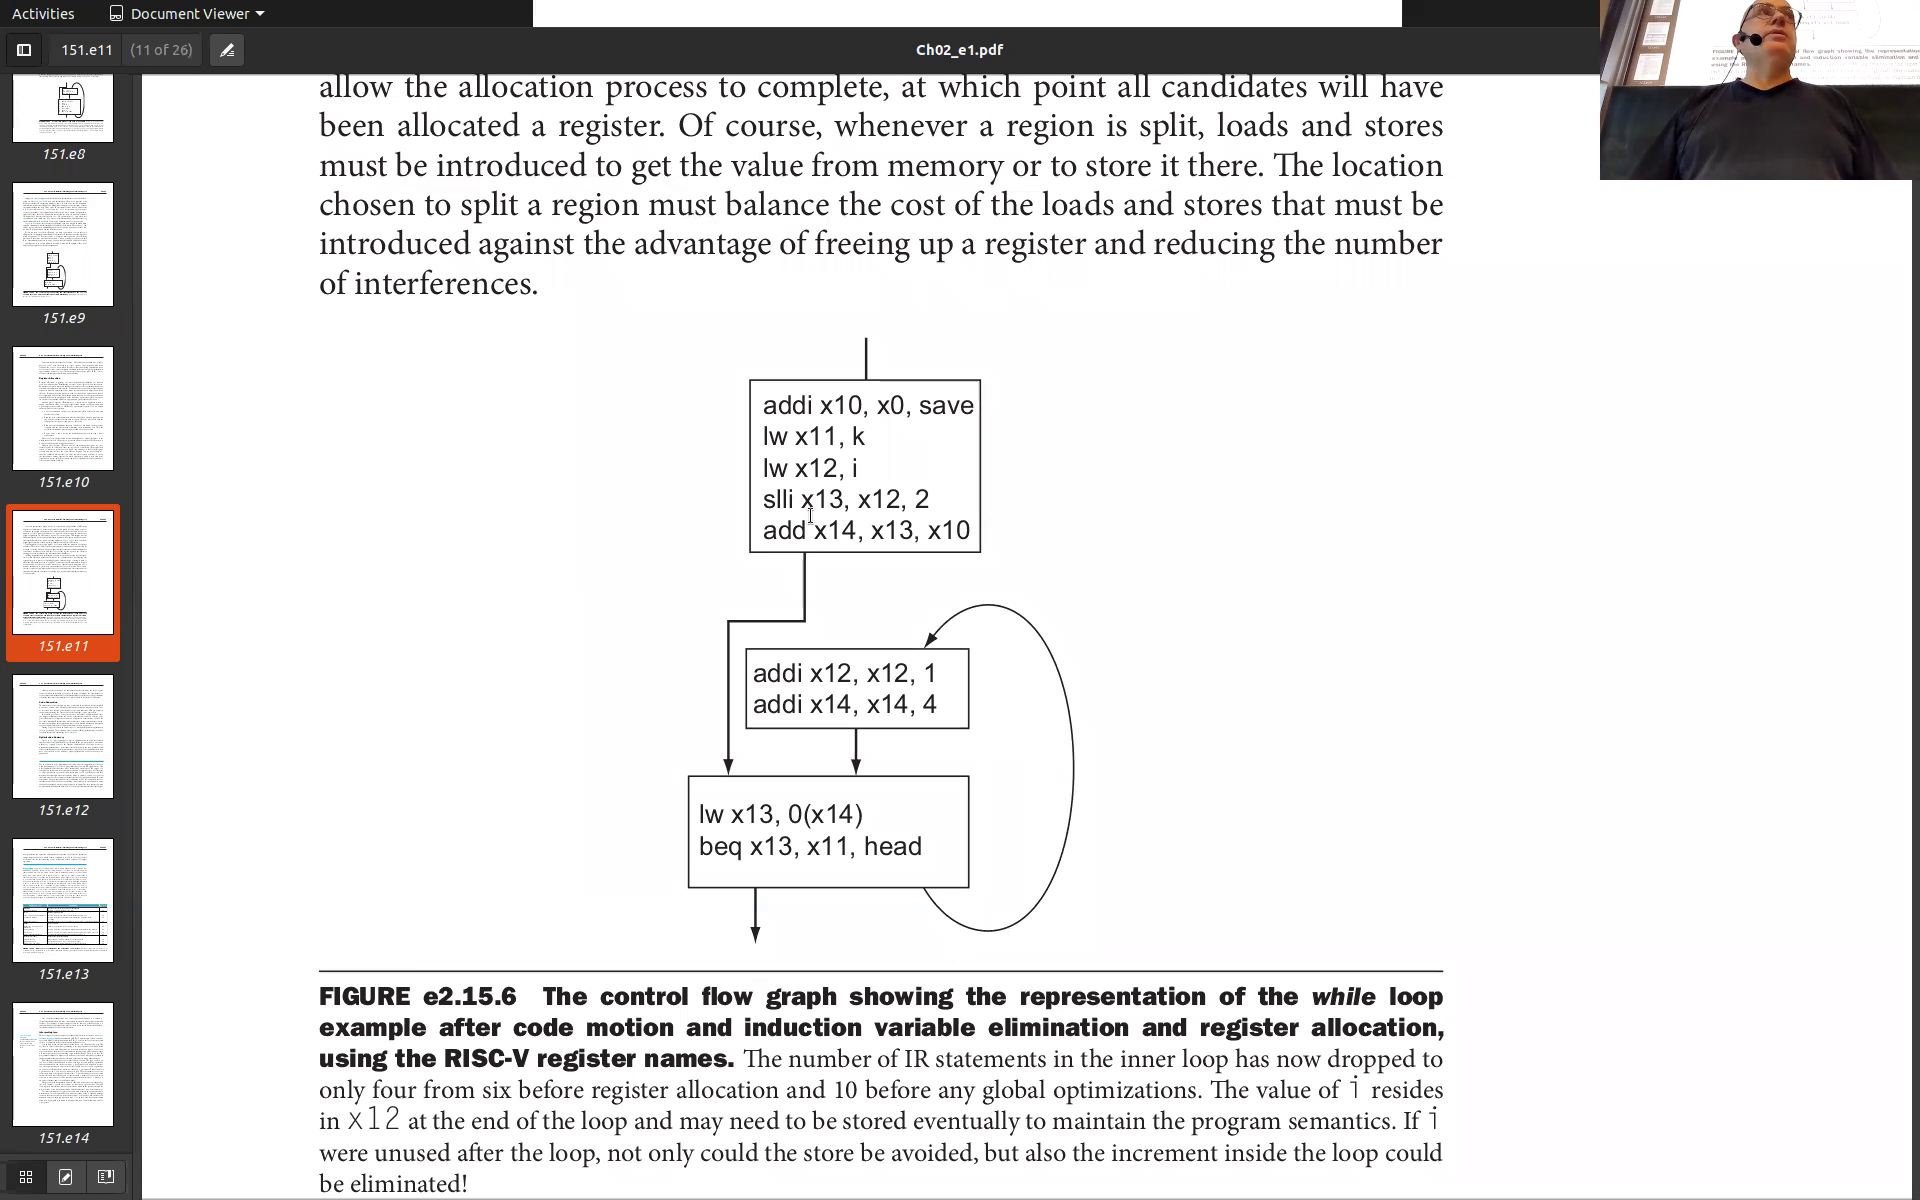 Activities
Document Viewer
151.e11
(11 of 26)
Ch02_e1.pdf
151.e8
151.e9
151.e10
151.e11
151.e12
151.e13
151.e14
allow the allocation process to complete, at which point all candidates will have
been allocated a register. Of course, whenever a region is split, loads and stores
must be introduced to get the value from memory or to store it there. The location
chosen to split a region must balance the cost of the loads and stores that must be
introduced against the advantage of freeing up a register and reducing the number
of interferences.
addi x10, x0, save
lw x11, k
lw x12, i
slli x13, x12, 2
add x14, x13, x10
addi x12, x12, 1
addi x14, x14, 4
lw x13, 0(x14)
beq x13, x11, head
FIGURE e2.15.6 The control flow graph showing the representation of the while loop
example after code motion and induction variable elimination and register allocation,
using the RISC-V register names. The number of IR statements in the inner loop has now dropped to
only four from six before register allocation and 10 before any global optimizations. The value of i resides
in x12 at the end of the loop and may need to be stored eventually to maintain the program semantics. If i
were unused after the loop, not only could the store be avoided, but also the increment inside the loop could
be eliminated!